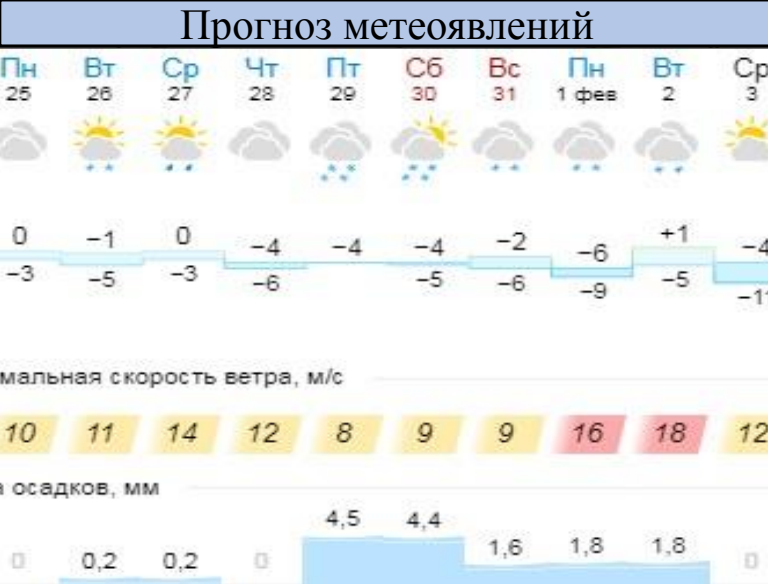 Прогноз метеоявлений
Пн Вт Ср Чт Пт Сб Вс Пн Вт Ср
25 26 27 28 29 30 31 1 фев 2 3
0 −1 0 −4 −4 −4 −2 −6 +1 −4
−3 −5 −3 −6 −5 −6 −9 −5 −11
мальная скорость ветра, м/с
10 11 14 12 8 9 9 16 18 12
а осадков, мм
4,5 4,4
0 0,2 0,2 0 1,6 1,8 1,8 0